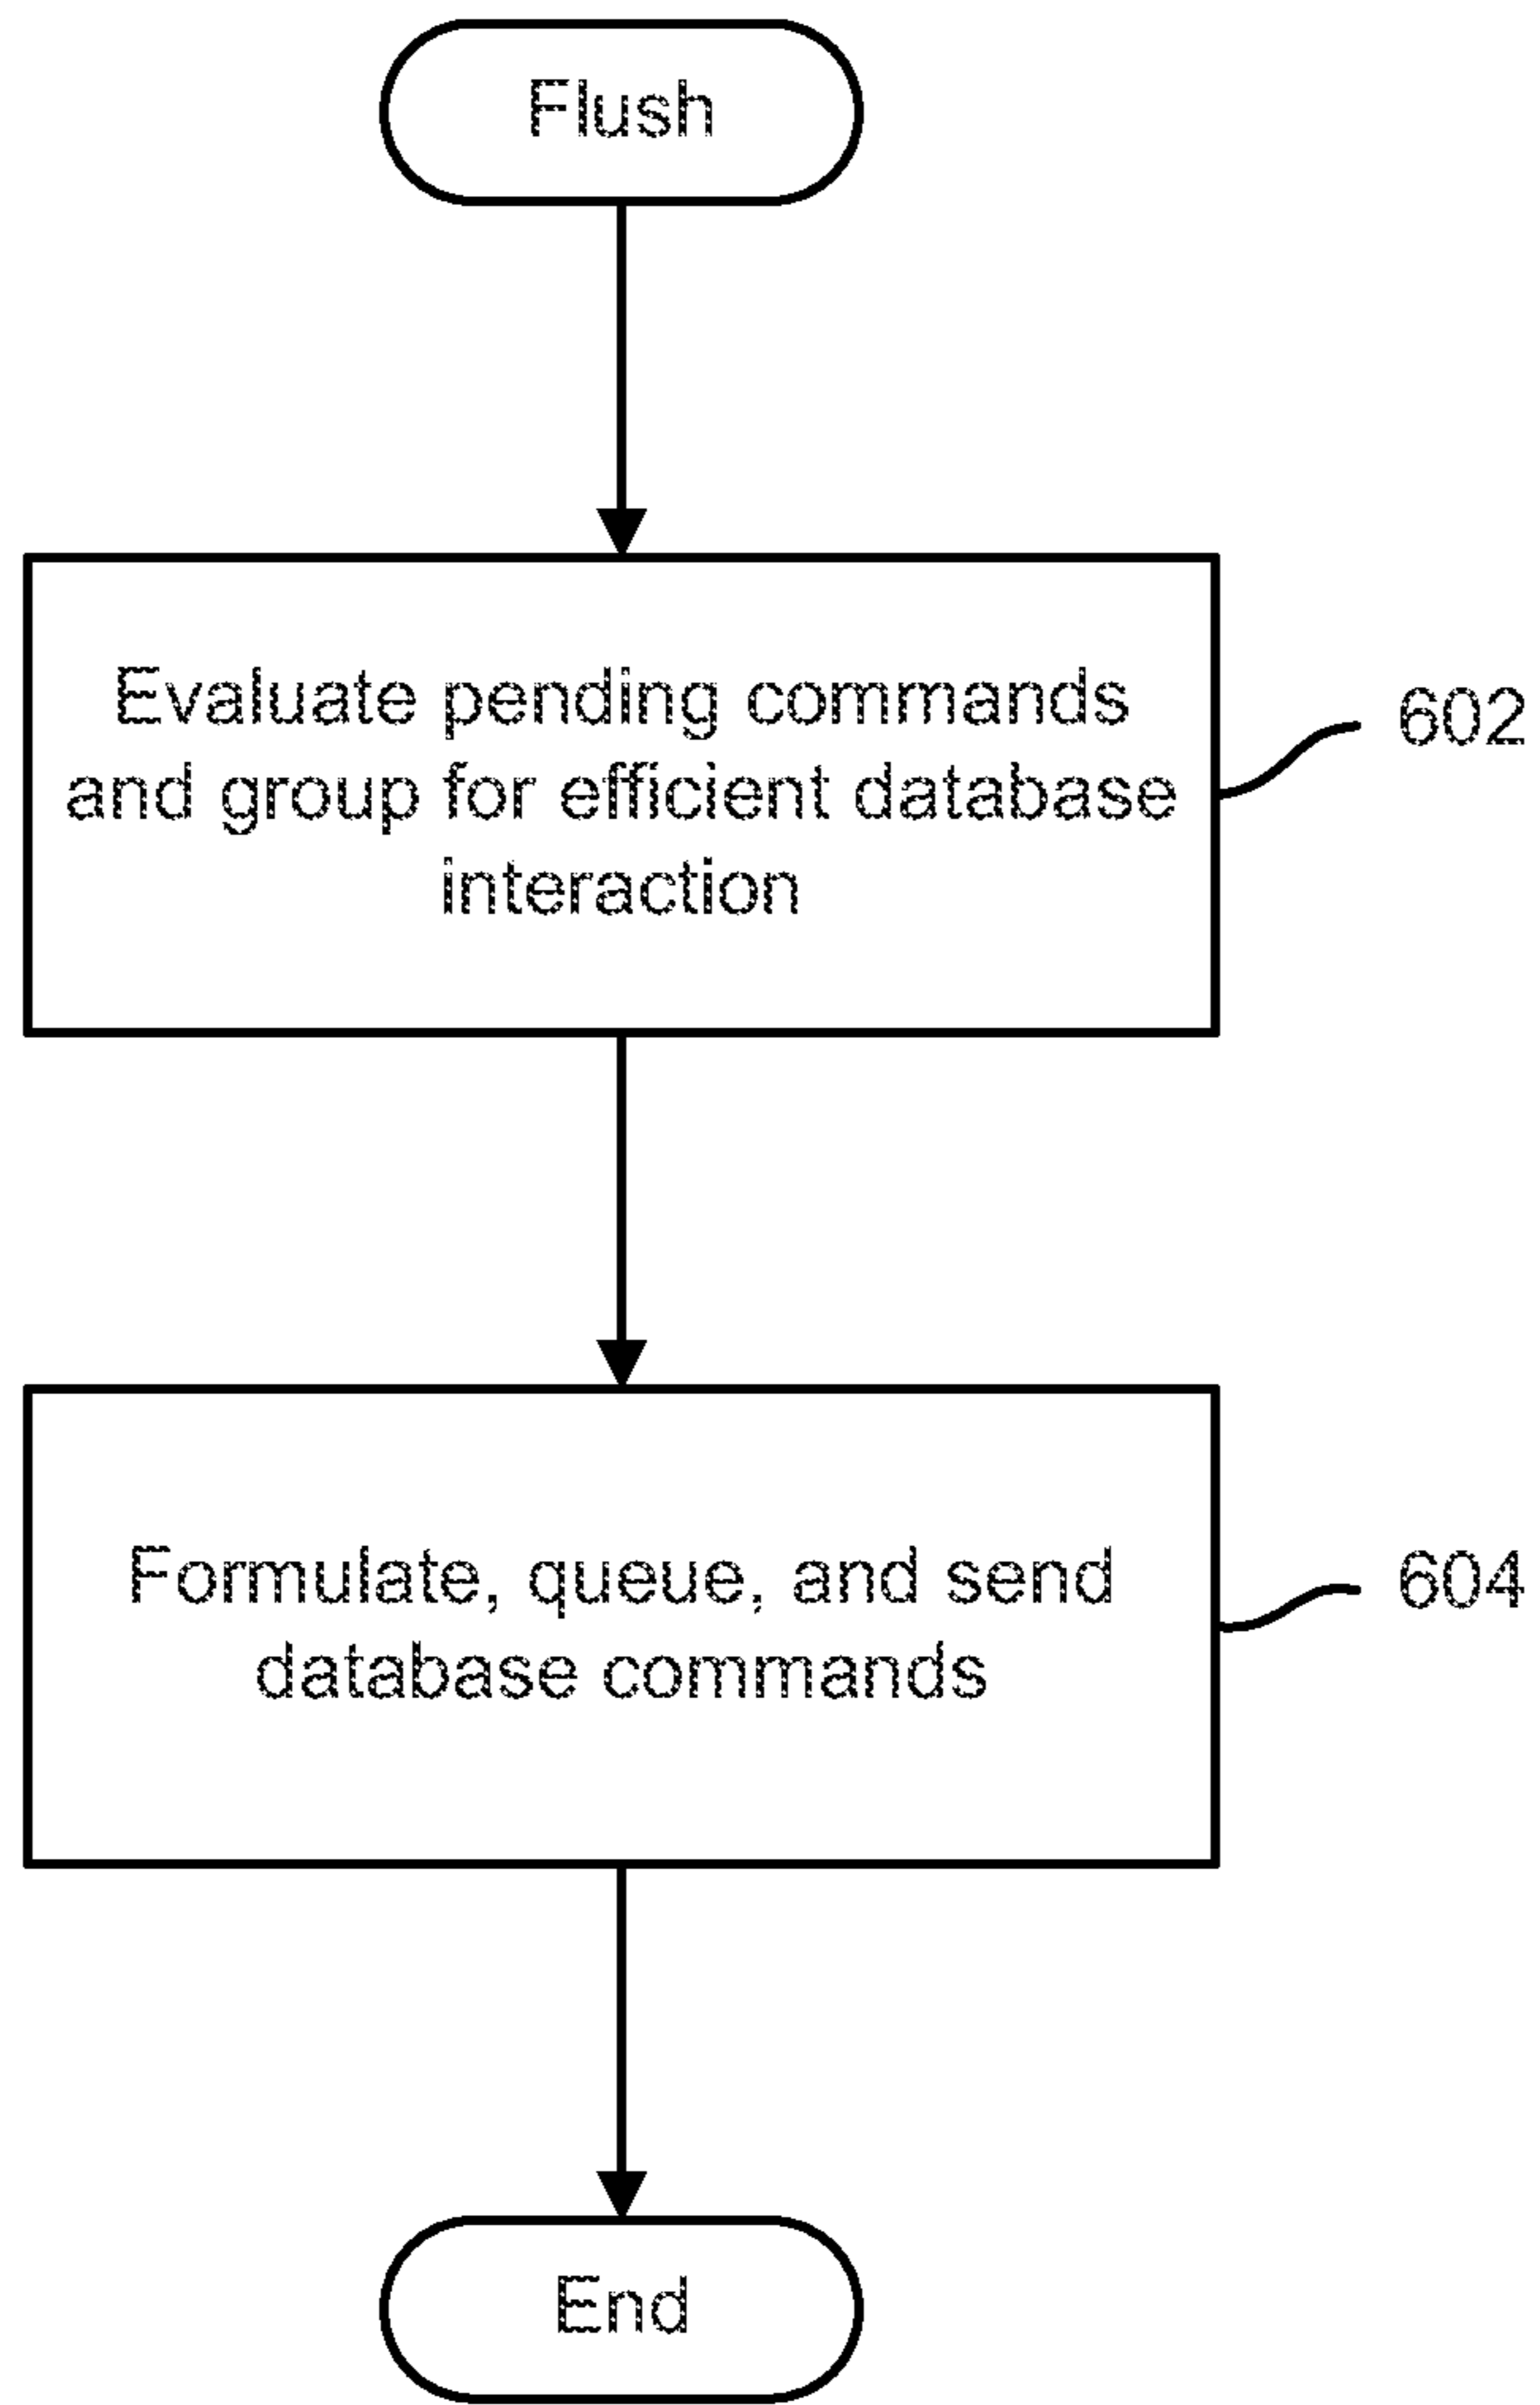 Flush
Evaluate pending commands
and group for efficient database
interaction
602
Formulate, queue, and send
database commands
604
End